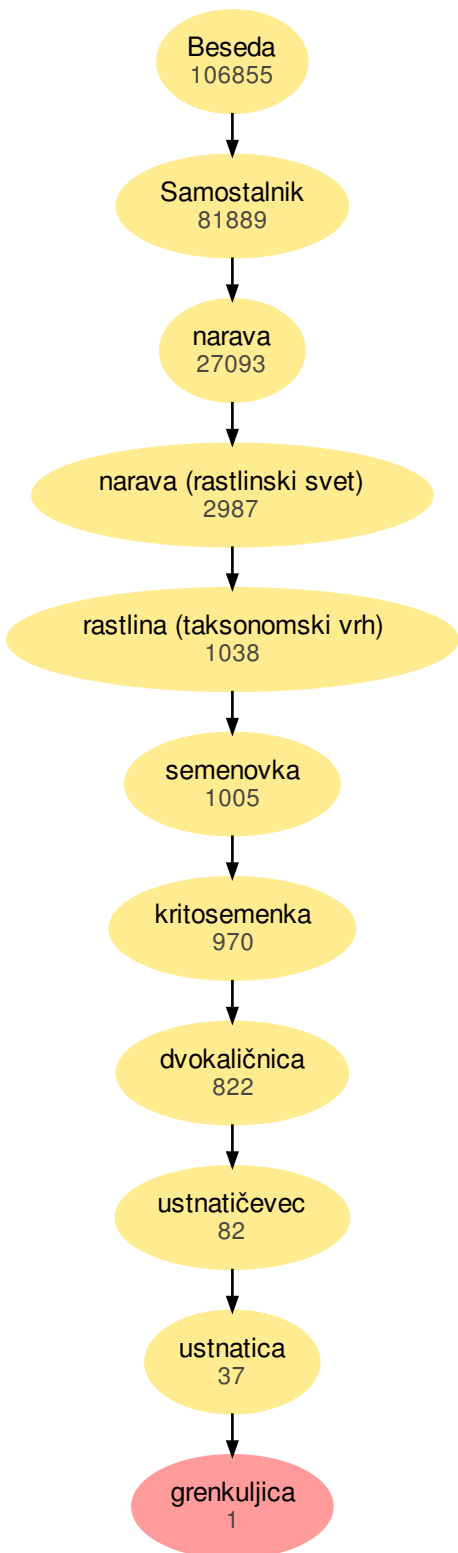 Beseda
106855
Samostalnik
81889
narava
27093
narava (rastlinski svet)
2987
rastlina (taksonomski vrh)
1038
semenovka
1005
kritosemenka
970
dvokaličnica
822
ustnatičevec
82
ustnatica
37
grenkuljica
1